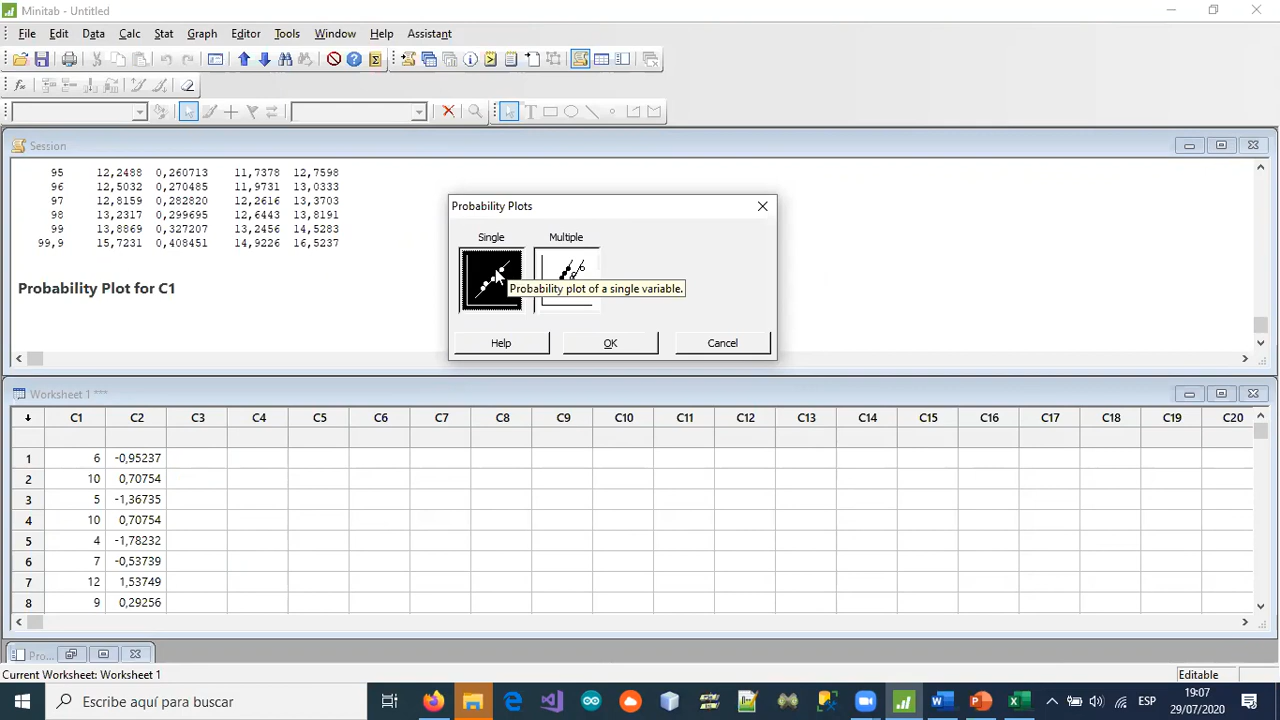 Minitab - Untitled
File Edit Data Calc Stat Graph Editor Tools Window Help Assistant
Session
95 12,2488 0,260713 11,7378 12,7598
96 12,5032 0,270485 11,9731 13,0333
97 12,8159 0,282820 12,2616 13,3703
98 13,2317 0,299695 12,6443 13,8191
99 13,8869 0,327207 13,2456 14,5283
99,9 15,7231 0,408451 14,9226 16,5237
Probability Plot for C1
Probability Plots
Single Multiple
Probability plot of a single variable.
Help OK Cancel
Worksheet 1 ***
C1 C2 C3 C4 C5 C6 C7 C8 C9 C10 C11 C12 C13 C14 C15 C16 C17 C18 C19 C20
1 6 -0,95237
2 10 0,70754
3 5 -1,36735
4 10 0,70754
5 4 -1,78232
6 7 -0,53739
7 12 1,53749
8 9 0,29256
Pro...
Current Worksheet: Worksheet 1
Editable
Escribe aquí para buscar
ESP
19:07
29/07/2020